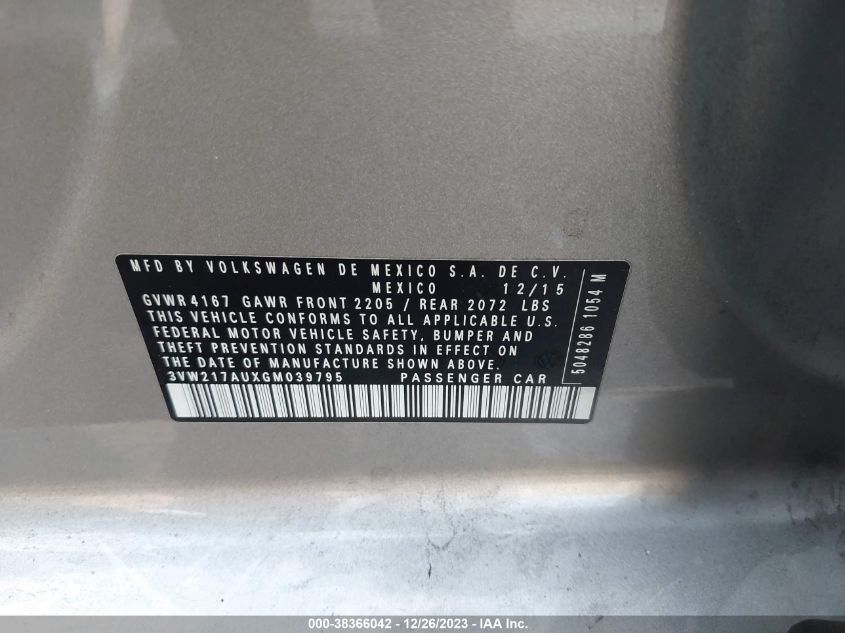 MFD BY VOLKSWAGEN DE MEXICO S.A. DE C.V.
MEXICO 12/15
GVWR 4167 GAWR FRONT 2205 / REAR 2072 LBS
THIS VEHICLE CONFORMS TO ALL APPLICABLE U.S.
FEDERAL MOTOR VEHICLE SAFETY, BUMPER AND
THEFT PREVENTION STANDARDS IN EFFECT ON
THE DATE OF MANUFACTURE SHOWN ABOVE.
3VW217AUXGM039795 PASSENGER CAR
5048286 1054 M
000-38366042 - 12/26/2023 - IAA Inc.